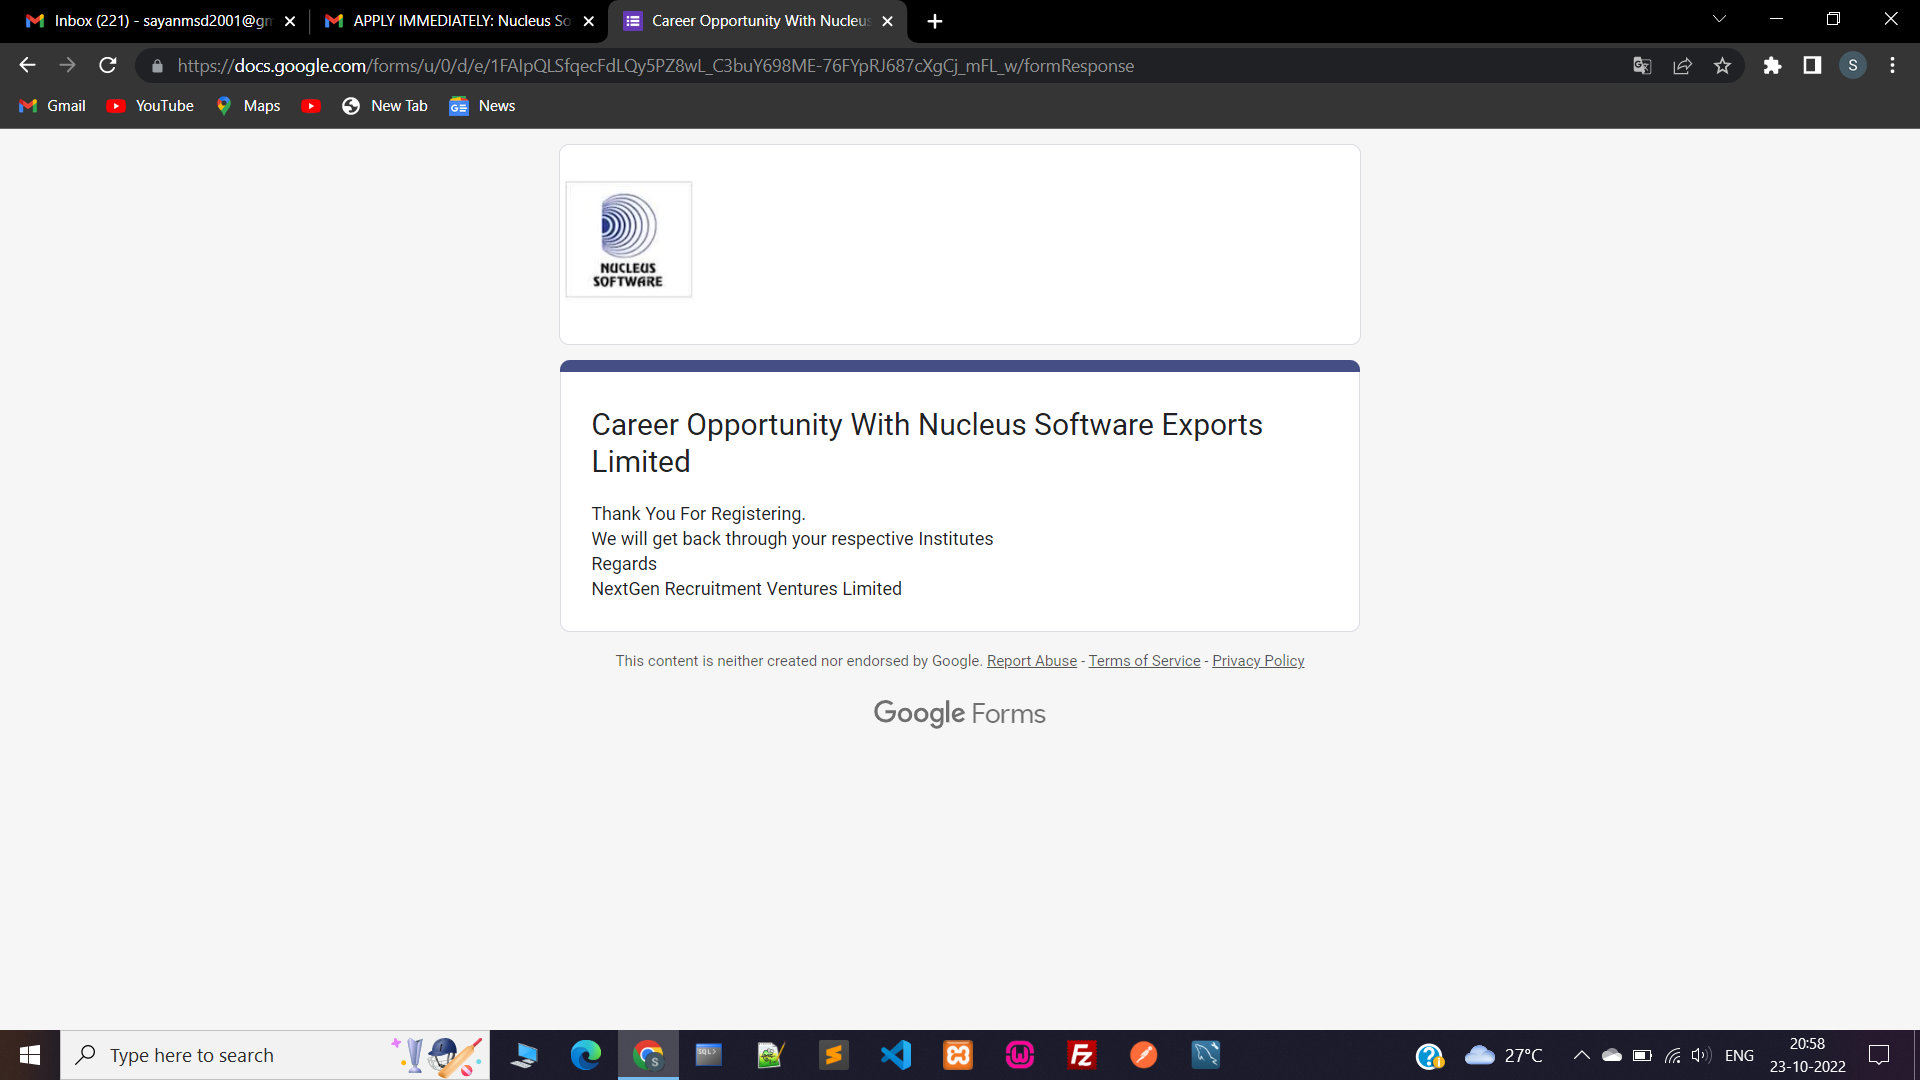 Inbox (221) - sayanmsd2001@gm
APPLY IMMEDIATELY: Nucleus So
Career Opportunity With Nucleus
https://docs.google.com/forms/u/0/d/e/1FAIpQLSfqecFdLQy5PZ8wL_C3buY698ME-76FYpRJ687cXgCj_mFL_w/formResponse
S
Gmail
YouTube
Maps
New Tab
News
NUCLEUS
SOFTWARE
Career Opportunity With Nucleus Software Exports
Limited
Thank You For Registering.
We will get back through your respective Institutes
Regards
NextGen Recruitment Ventures Limited
This content is neither created nor endorsed by Google. Report Abuse - Terms of Service - Privacy Policy
Google Forms
Type here to search
27°C
ENG
20:58
23-10-2022